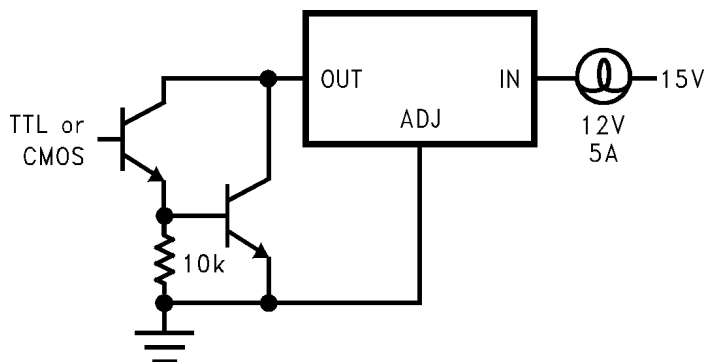 OUT
IN
15V
ADJ
TTL or
CMOS
12V
5A
10k